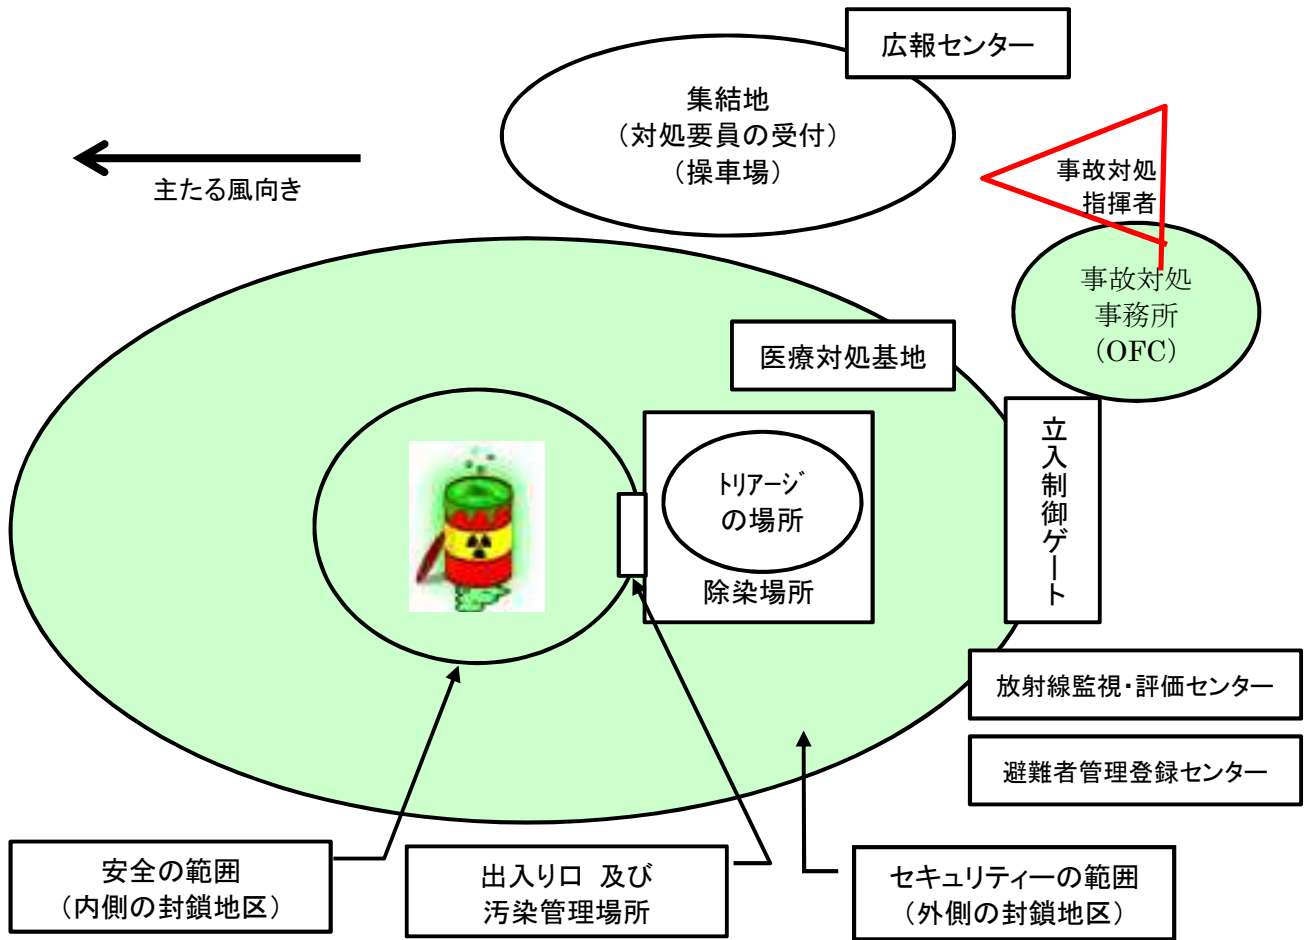 広報センター
集結地
（対処要員の受付）
（操車場）
主たる風向き
事故対処
指揮者
事故対処
事務所
（OFC）
医療対処基地
立入制御ゲート
ﾄﾘｱｰｼﾞ
の場所
除染場所
放射線監視・評価センター
避難者管理登録センター
安全の範囲
（内側の封鎖地区）
出入り口 及び
汚染管理場所
セキュリティーの範囲
（外側の封鎖地区）